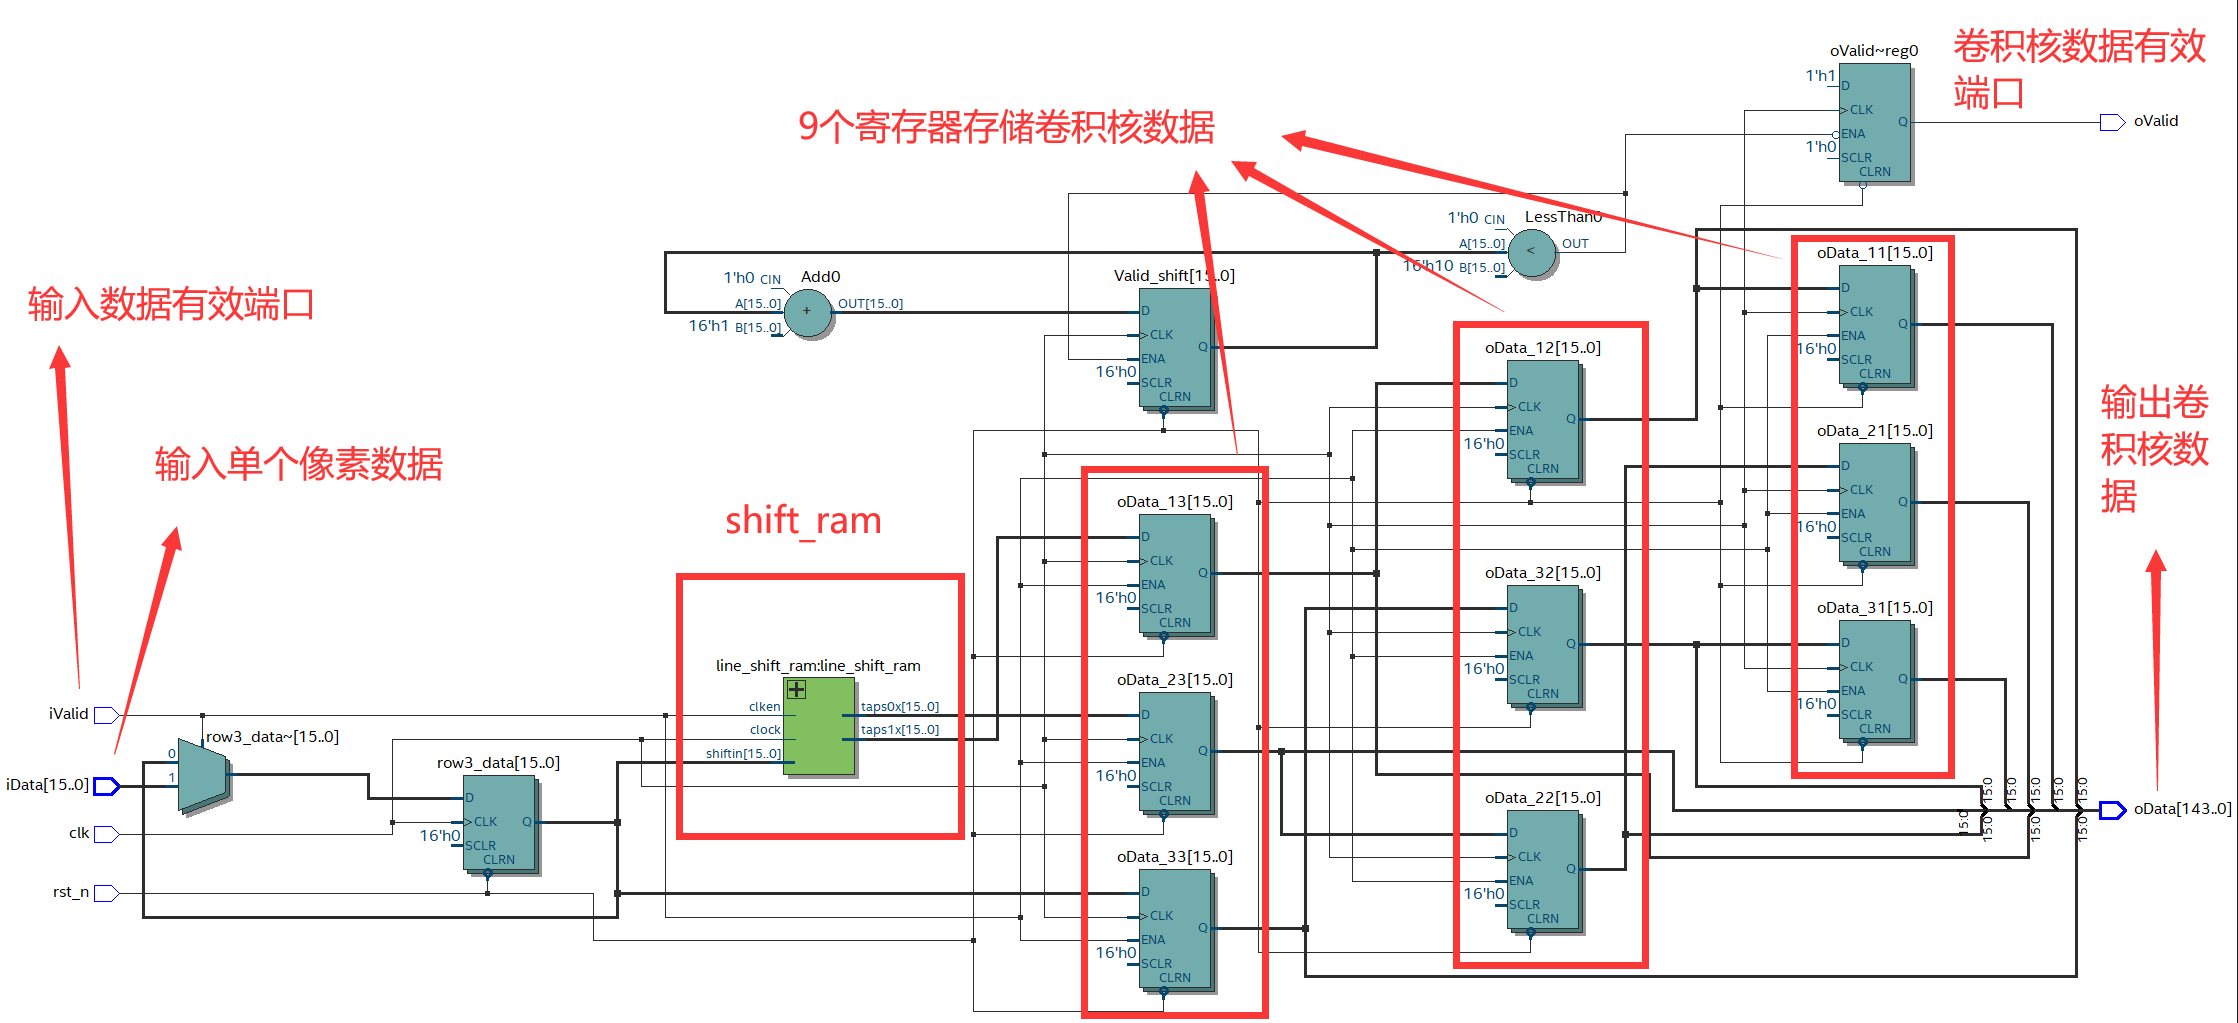 卷积核数据有效
端口
9个寄存器存储卷积核数据
输入数据有效端口
输入单个像素数据
shift_ram
输出卷
积核数
据
iValid
iData[15..0]
clk
rst_n
row3_data~[15..0]
0
1
row3_data[15..0]
D
CLK
16'h0
SCLR
CLRN
Q
line_shift_ram:line_shift_ram
clken
clock
shiftin[15..0]
taps0x[15..0]
taps1x[15..0]
Add0
1'h0 CIN
A[15..0]
16'h1 B[15..0]
+
OUT[15..0]
Valid_shift[15..0]
D
CLK
ENA
16'h0
SCLR
CLRN
Q
LessThan0
1'h0 CIN
A[15..0]
16'h10 B[15..0]
<
OUT
oValid~reg0
1'h1
D
CLK
ENA
1'h0
SCLR
CLRN
Q
oValid
oData_13[15..0]
D
CLK
ENA
16'h0
SCLR
CLRN
Q
oData_23[15..0]
D
CLK
ENA
16'h0
SCLR
CLRN
Q
oData_33[15..0]
D
CLK
ENA
16'h0
SCLR
CLRN
Q
oData_12[15..0]
D
CLK
ENA
16'h0
SCLR
CLRN
Q
oData_32[15..0]
D
CLK
ENA
16'h0
SCLR
CLRN
Q
oData_22[15..0]
D
CLK
ENA
16'h0
SCLR
CLRN
Q
oData_11[15..0]
D
CLK
ENA
16'h0
SCLR
CLRN
Q
oData_21[15..0]
D
CLK
ENA
16'h0
SCLR
CLRN
Q
oData_31[15..0]
D
CLK
ENA
16'h0
SCLR
CLRN
Q
15:0
15:0
15:0
15:0
15:0
15:0
15:0
15:0
15:0
oData[143..0]